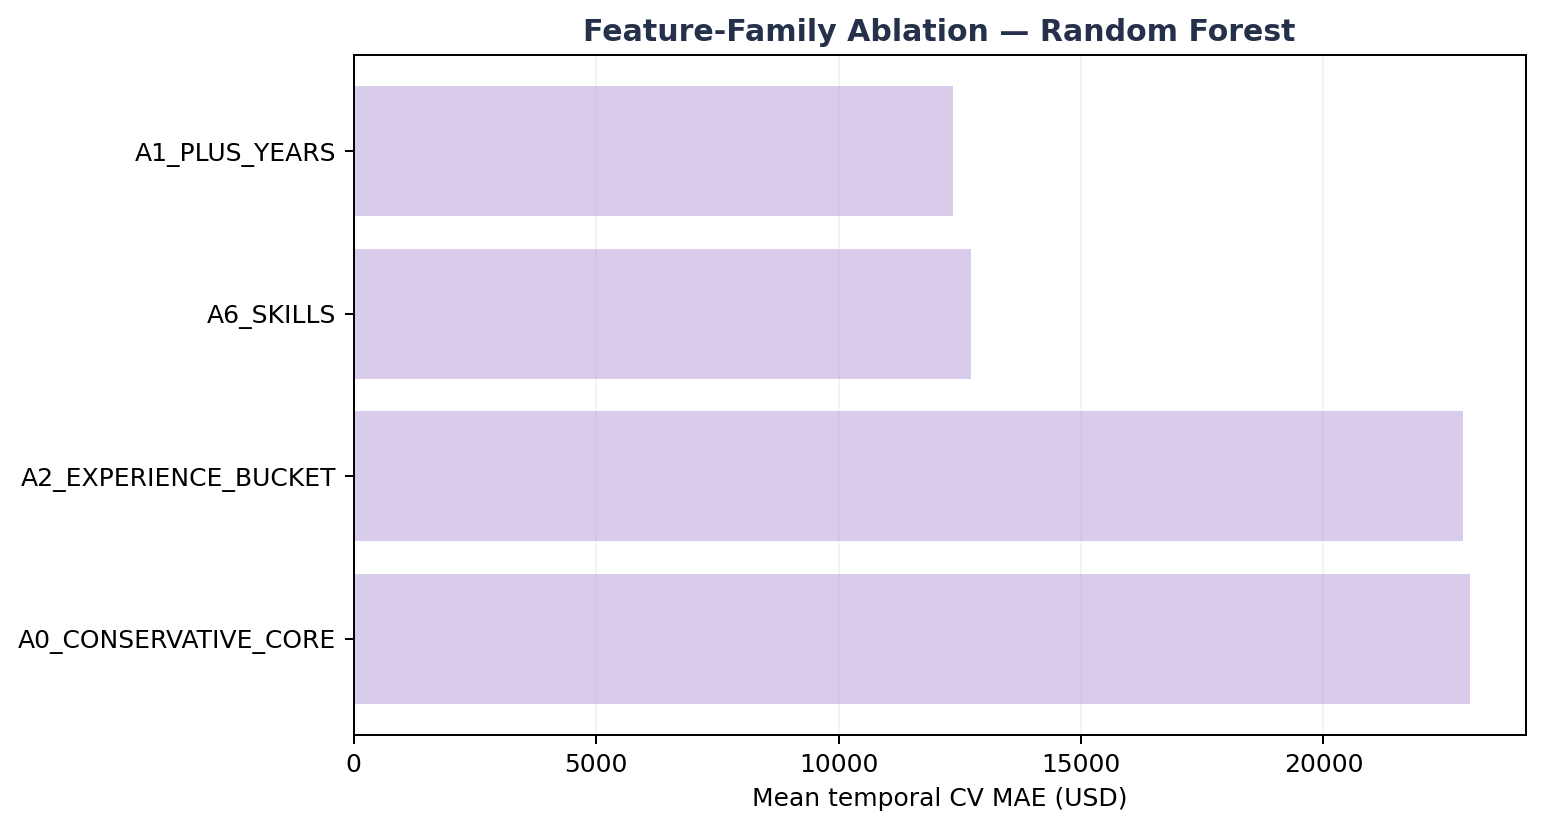 Feature-Family Ablation — Random Forest
A1_PLUS_YEARS
A6_SKILLS
A2_EXPERIENCE_BUCKET
A0_CONSERVATIVE_CORE
0 5000 10000 15000 20000
Mean temporal CV MAE (USD)